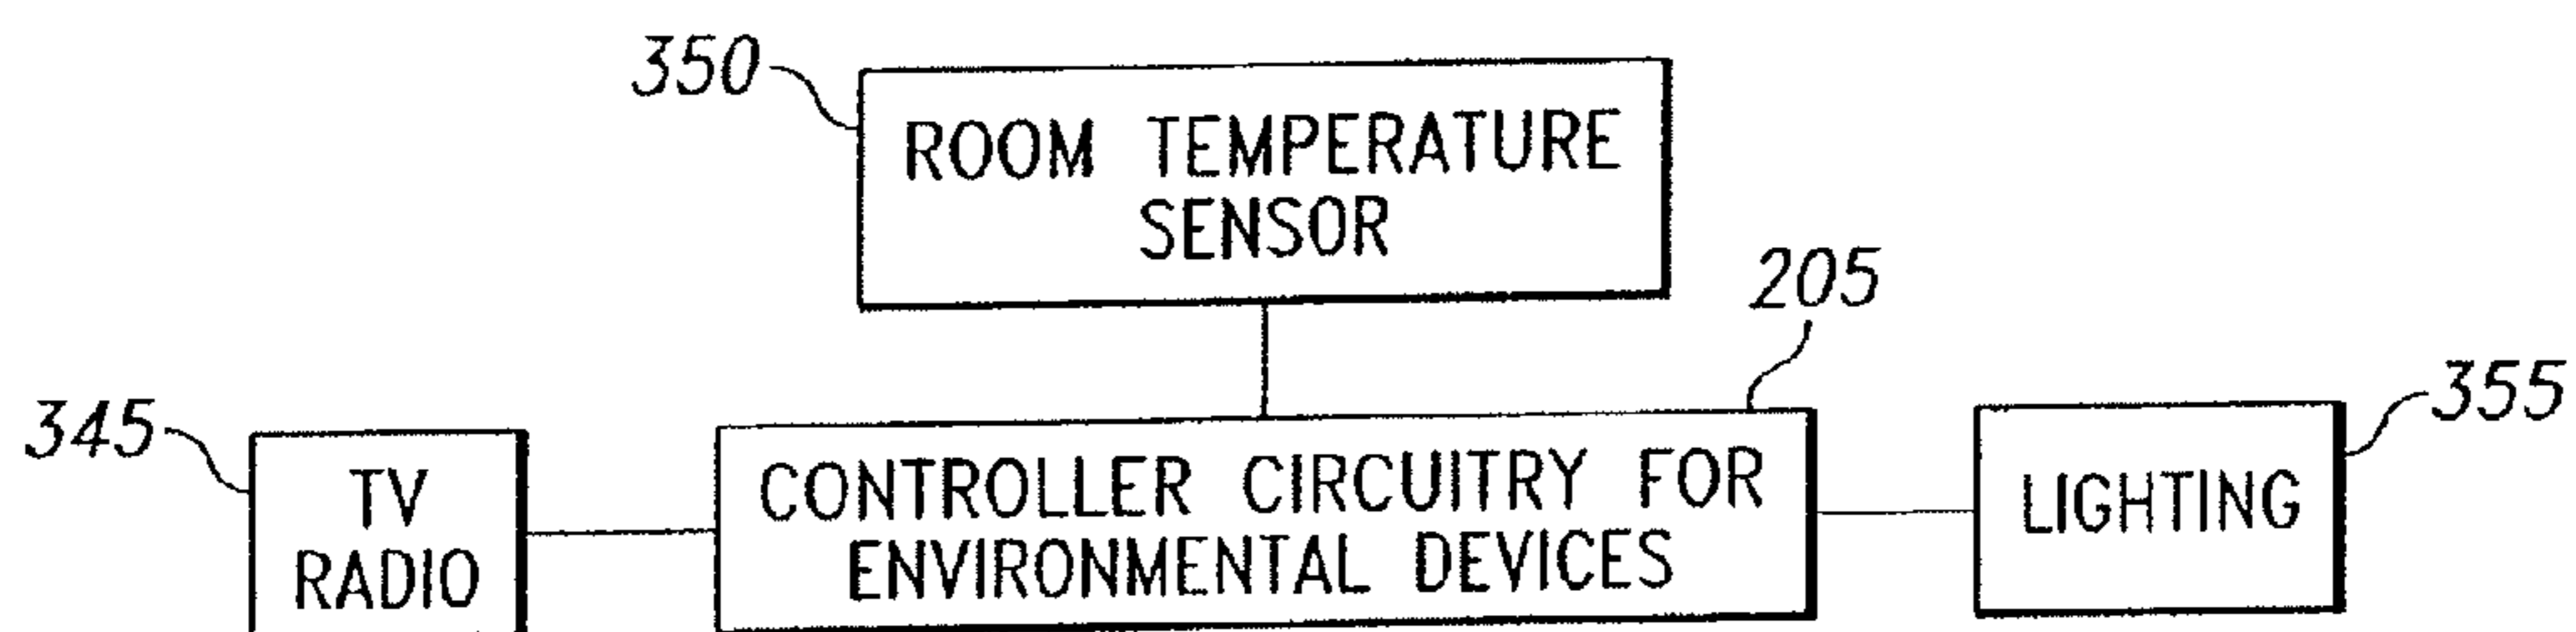 350
ROOM TEMPERATURE
SENSOR
205
345
TV
RADIO
CONTROLLER CIRCUITRY FOR
ENVIRONMENTAL DEVICES
LIGHTING
355